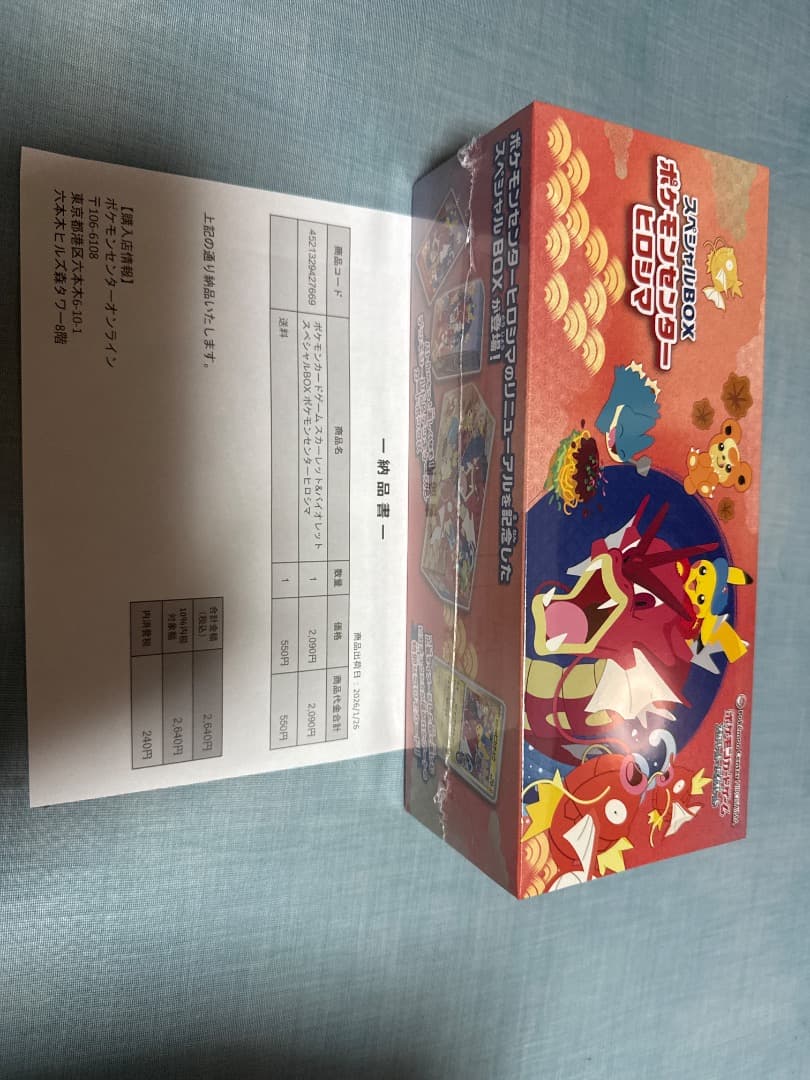 スペシャルBOX
ポケモンセンター
ヒロシマ
ポケモンセンターヒロシマのリニューアルを記念した
スペシャルBOXが登場！
ー納品書ー
商品出荷日：2026/1/26
商品コード 商品名 数量 価格 商品代金合計
4521329427669 ポケモンカードゲーム スカーレット&バイオレット スペシャルBOX ポケモンセンターヒロシマ 1 2,090円 2,090円
送料 1 550円 550円
上記の通り納品いたします。
合計金額（税込） 2,640円
10%内税対象額 2,640円
内消費税 240円
【購入店情報】
ポケモンセンターオンライン
〒106-6108
東京都港区六本木6-10-1
六本木ヒルズ森タワー8階